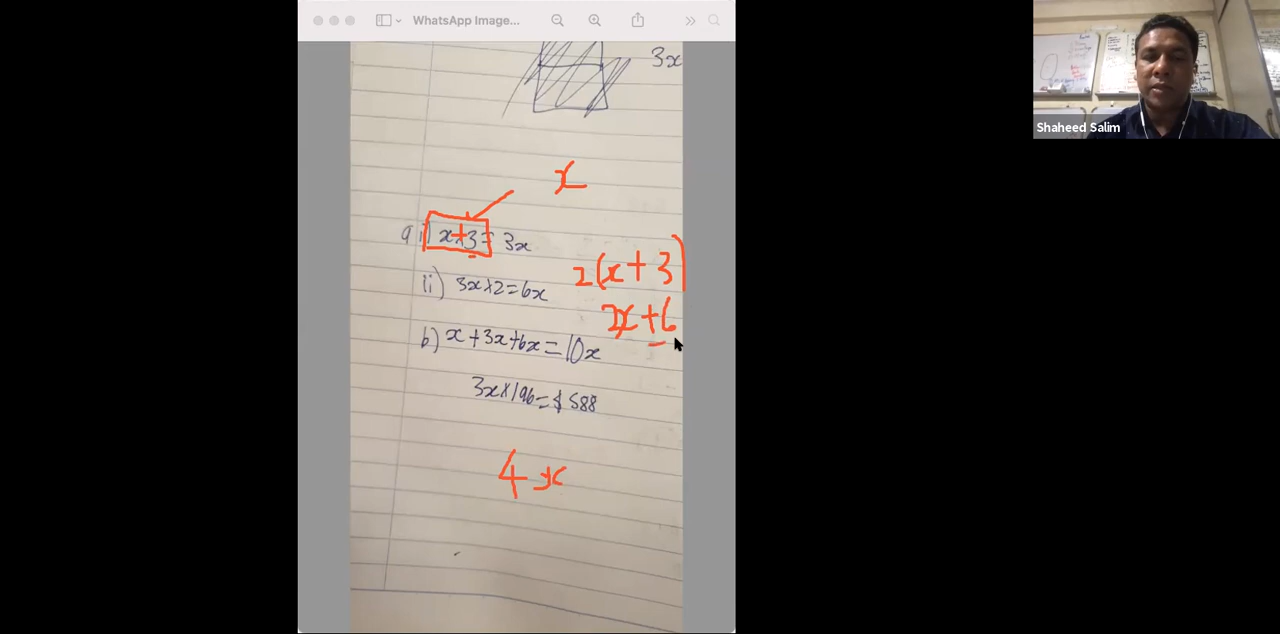 WhatsApp Image...
Shaheed Salim
3x
x
a i) x+3 = 3x
2(x + 3)
ii) 3x×2=6x
2x + 6
b) x + 3x+6x = 10x
3x×196=$588
4x